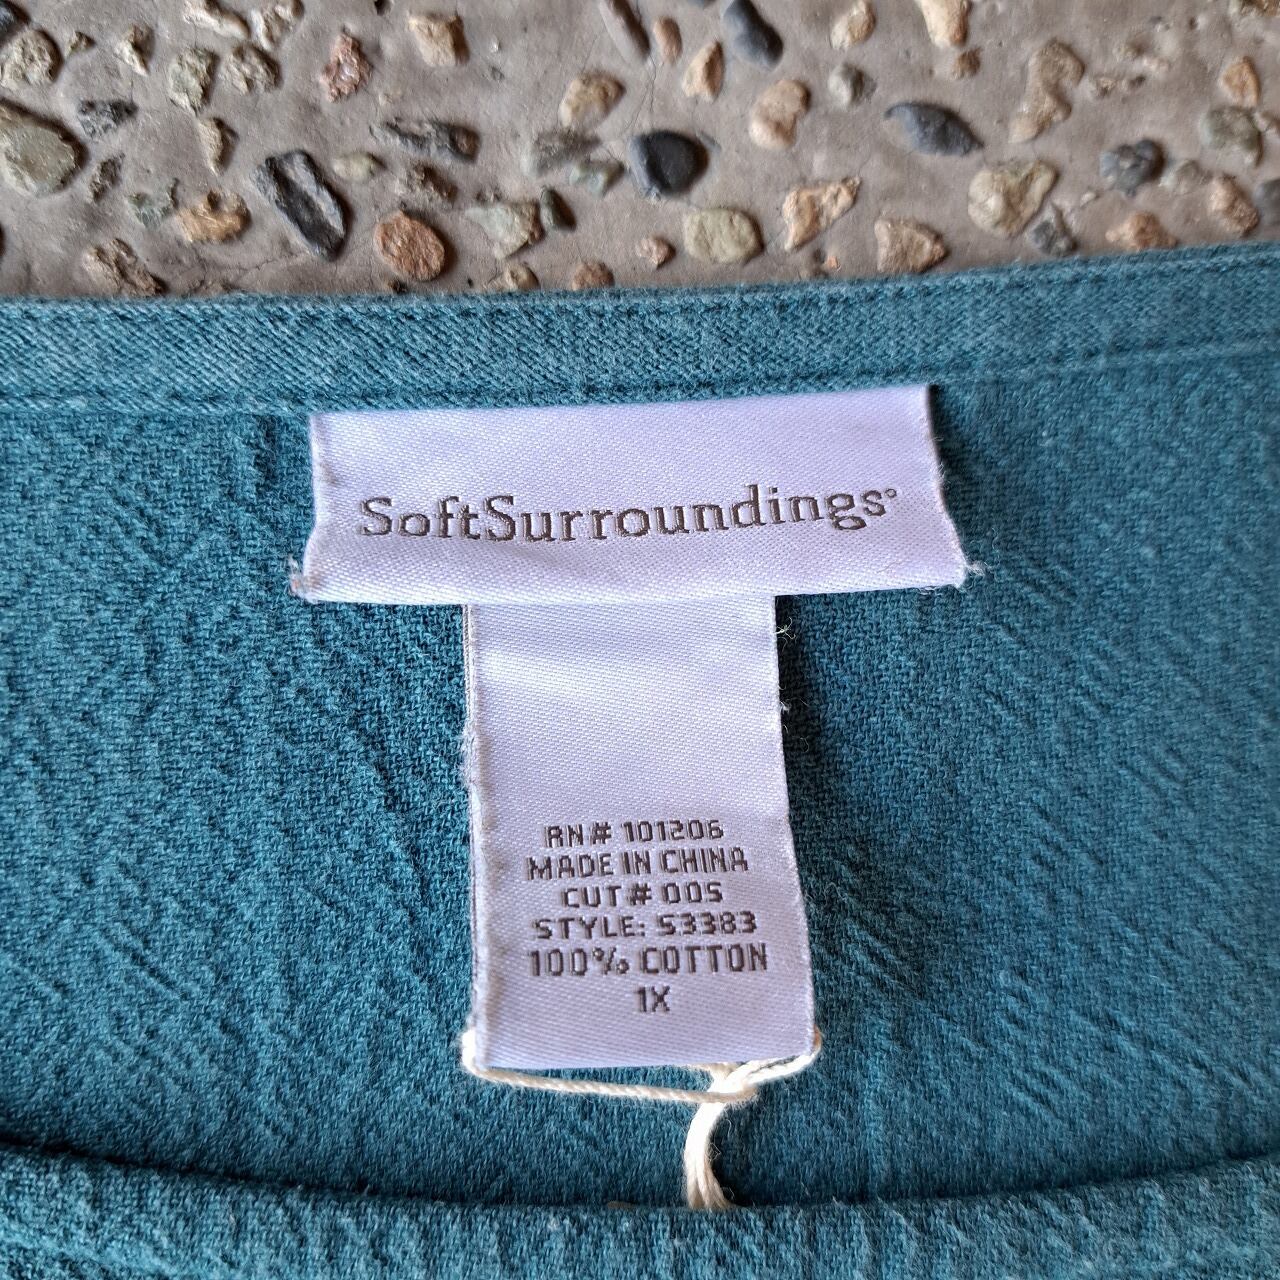 SoftSurroundings®
RN# 101206
MADE IN CHINA
CUT# 005
STYLE: 53383
100% COTTON
1X